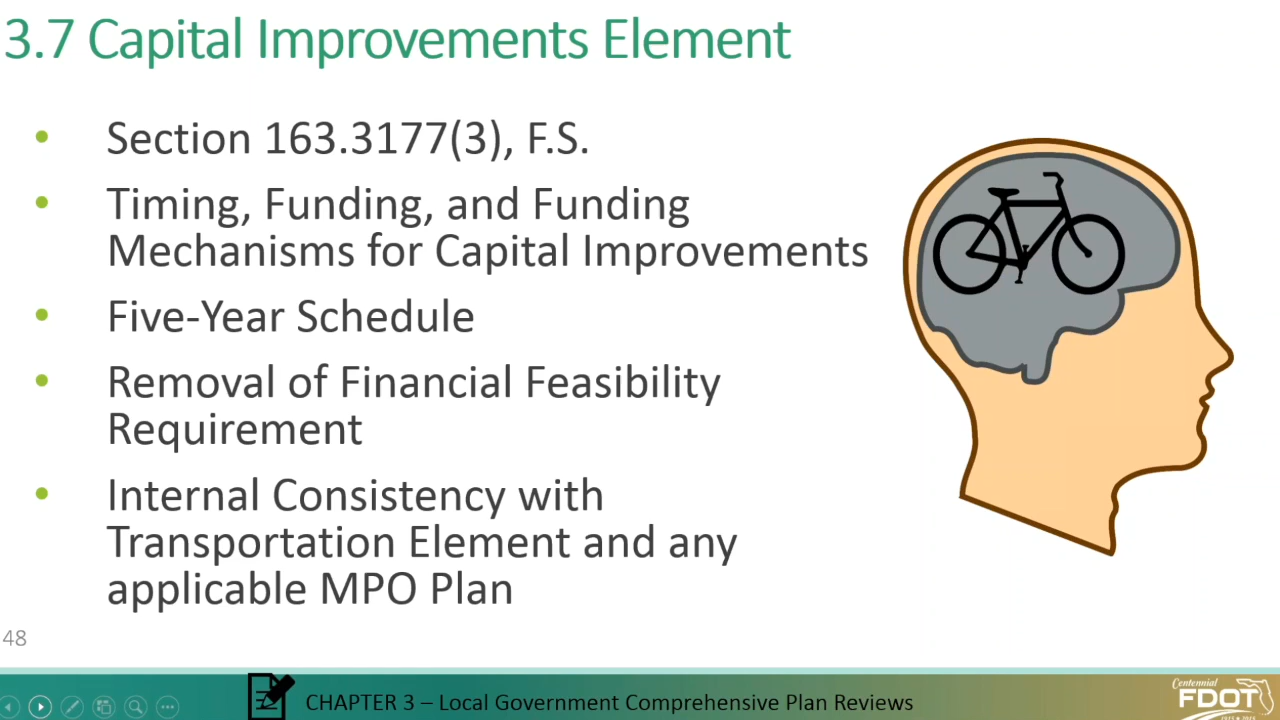 3.7 Capital Improvements Element
• Section 163.3177(3), F.S.
• Timing, Funding, and Funding
Mechanisms for Capital Improvements
• Five-Year Schedule
• Removal of Financial Feasibility
Requirement
• Internal Consistency with
Transportation Element and any
applicable MPO Plan
48
CHAPTER 3 – Local Government Comprehensive Plan Reviews
Centennial
FDOT